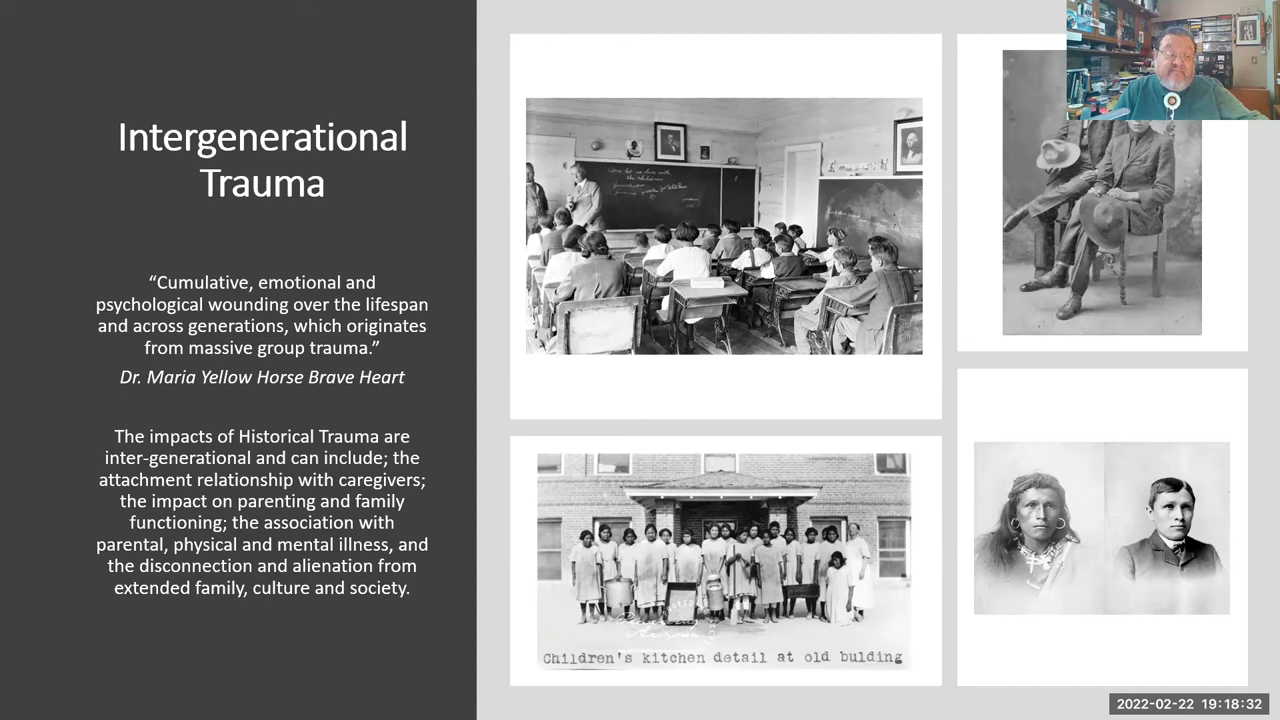 Intergenerational
Trauma
“Cumulative, emotional and
psychological wounding over the lifespan
and across generations, which originates
from massive group trauma.”
Dr. Maria Yellow Horse Brave Heart
The impacts of Historical Trauma are
inter-generational and can include; the
attachment relationship with caregivers;
the impact on parenting and family
functioning; the association with
parental, physical and mental illness, and
the disconnection and alienation from
extended family, culture and society.
Children's kitchen detail at old bulding
2022-02-22 19:18:32